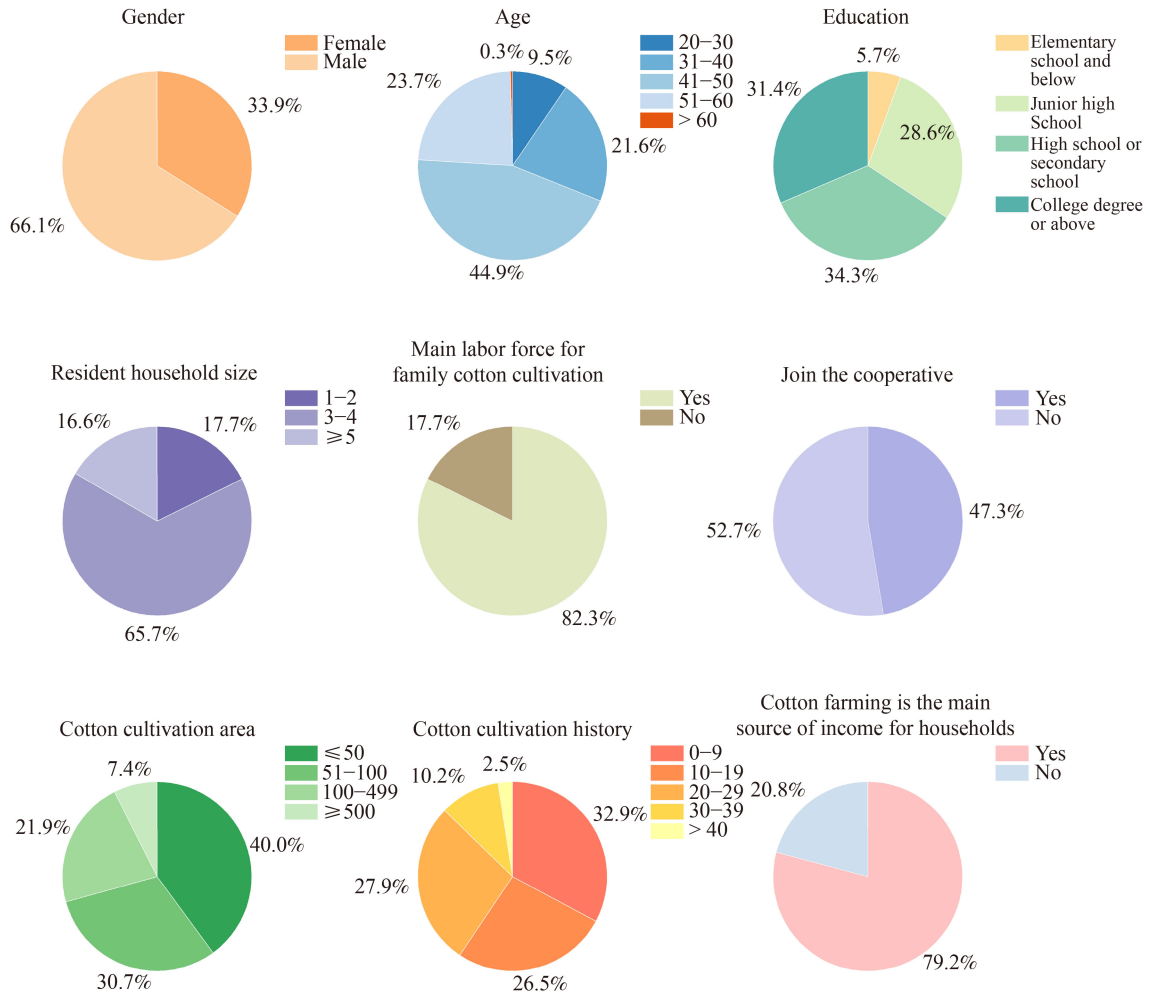 Gender
Female
Male
33.9%
66.1%
Age
20−30
31−40
41−50
51−60
> 60
0.3%
9.5%
23.7%
21.6%
44.9%
Education
Elementary
school and
below
Junior high
School
High school or
secondary
school
College degree
or above
5.7%
31.4%
28.6%
34.3%
Resident household size
1−2
3−4
⩾5
16.6%
17.7%
65.7%
Main labor force for
family cotton cultivation
Yes
No
17.7%
82.3%
Join the cooperative
Yes
No
47.3%
52.7%
Cotton cultivation area
⩽50
51−100
100−499
⩾500
7.4%
21.9%
40.0%
30.7%
Cotton cultivation history
0−9
10−19
20−29
30−39
> 40
2.5%
10.2%
32.9%
27.9%
26.5%
Cotton farming is the main
source of income for households
Yes
No
20.8%
79.2%